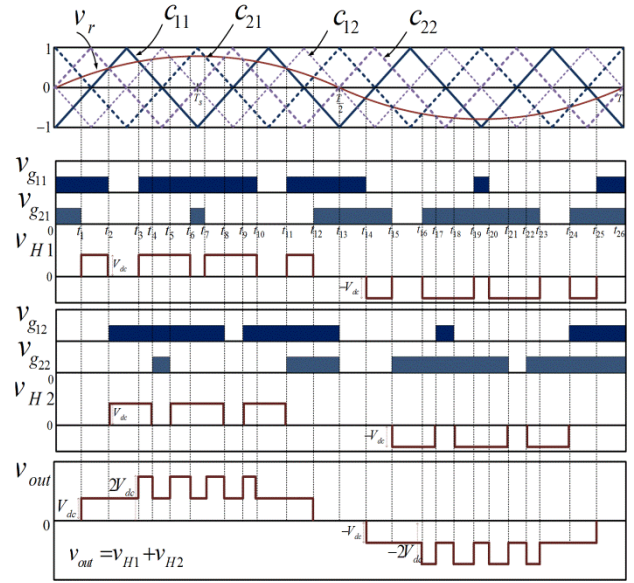 v_r c_11 c_21 c_12 c_22
1
0
T_s T/2 T
−1
v_g11
v_g21
0
t_1 t_2 t_3 t_4 t_5 t_6 t_7 t_8 t_9 t_10 t_11 t_12 t_13 t_14 t_15 t_16 t_17 t_18 t_19 t_20 t_21 t_22 t_23 t_24 t_25 t_26
v_H1
V_dc
0
−V_dc
v_g12
v_g22
0
v_H2
V_dc
0
−V_dc
v_out
2V_dc
V_dc
0
−V_dc
−2V_dc
v_out = v_H1 + v_H2